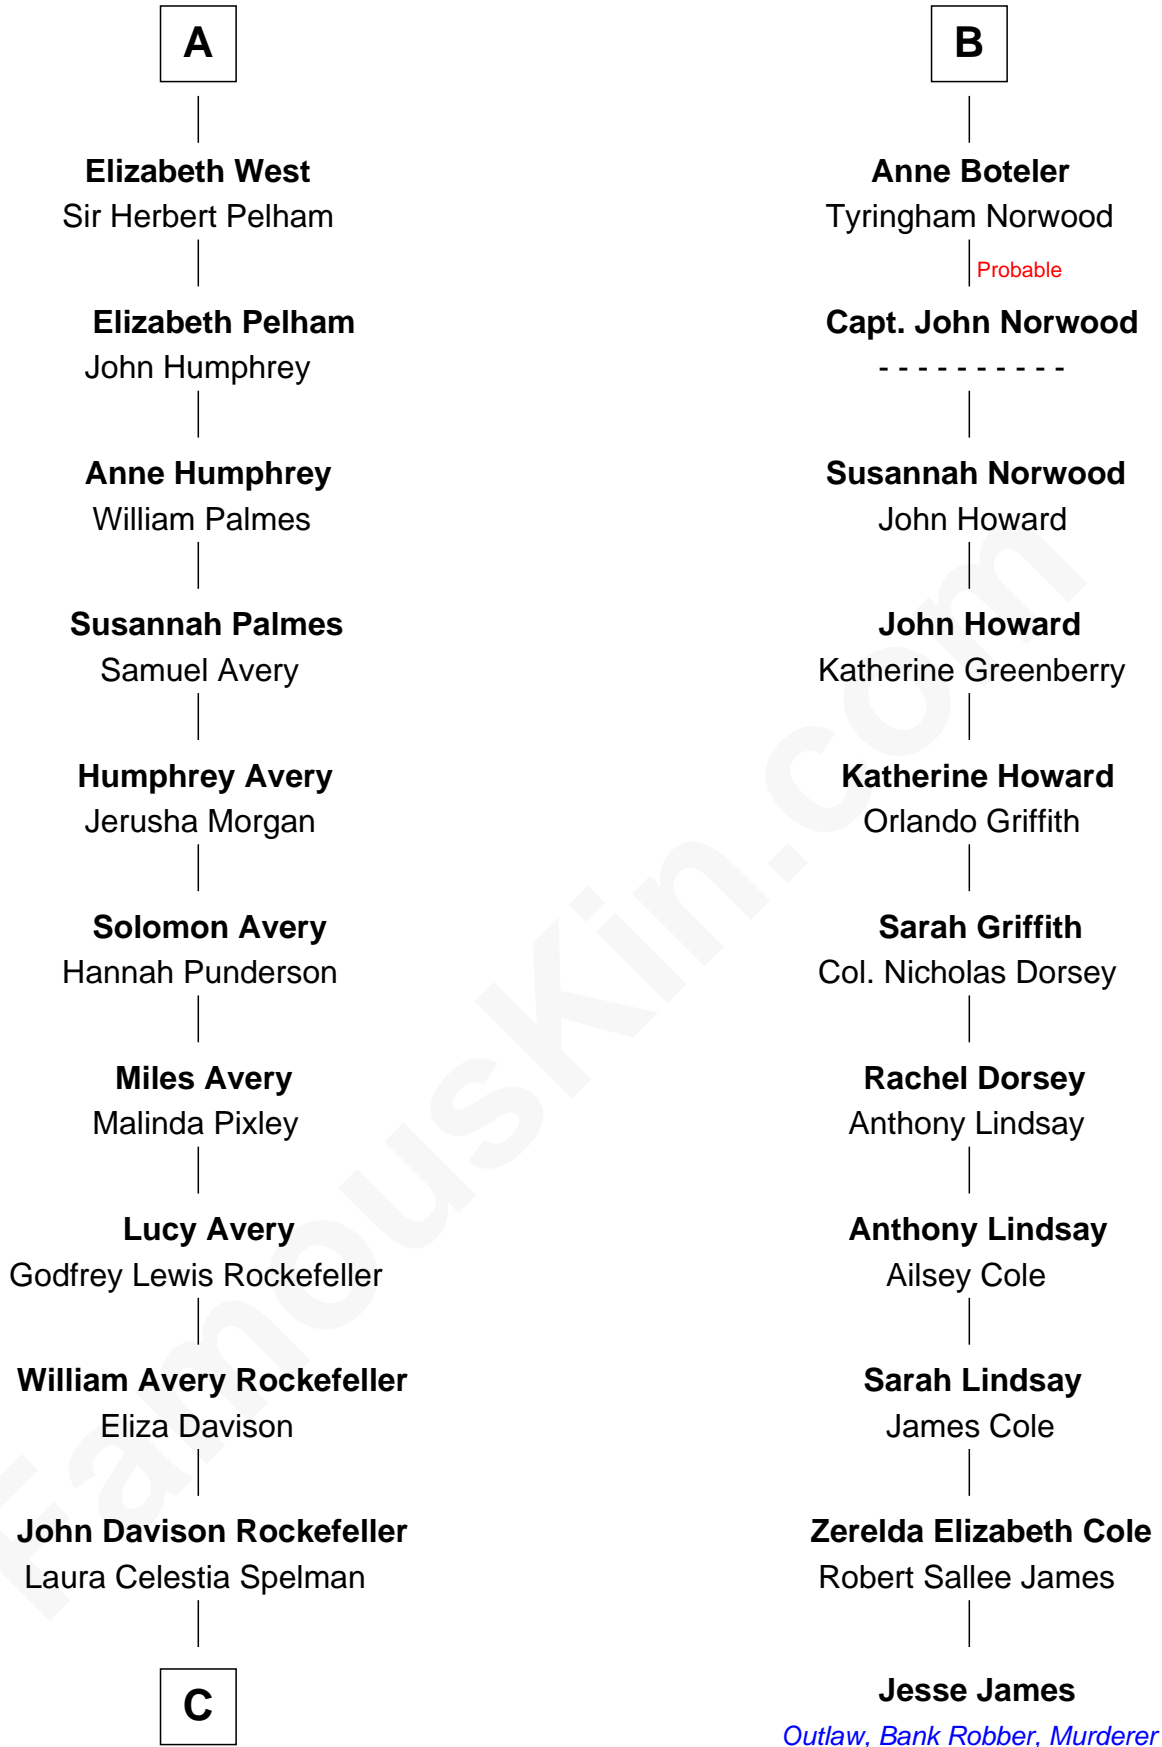 A
Elizabeth West
Sir Herbert Pelham
Elizabeth Pelham
John Humphrey
Anne Humphrey
William Palmes
Susannah Palmes
Samuel Avery
Humphrey Avery
Jerusha Morgan
Solomon Avery
Hannah Punderson
Miles Avery
Malinda Pixley
Lucy Avery
Godfrey Lewis Rockefeller
William Avery Rockefeller
Eliza Davison
John Davison Rockefeller
Laura Celestia Spelman
C
B
Anne Boteler
Tyringham Norwood
Probable
Capt. John Norwood
- - - - - - - - - -
Susannah Norwood
John Howard
John Howard
Katherine Greenberry
Katherine Howard
Orlando Griffith
Sarah Griffith
Col. Nicholas Dorsey
Rachel Dorsey
Anthony Lindsay
Anthony Lindsay
Ailsey Cole
Sarah Lindsay
James Cole
Zerelda Elizabeth Cole
Robert Sallee James
Jesse James
Outlaw, Bank Robber, Murderer
FamousKin.com